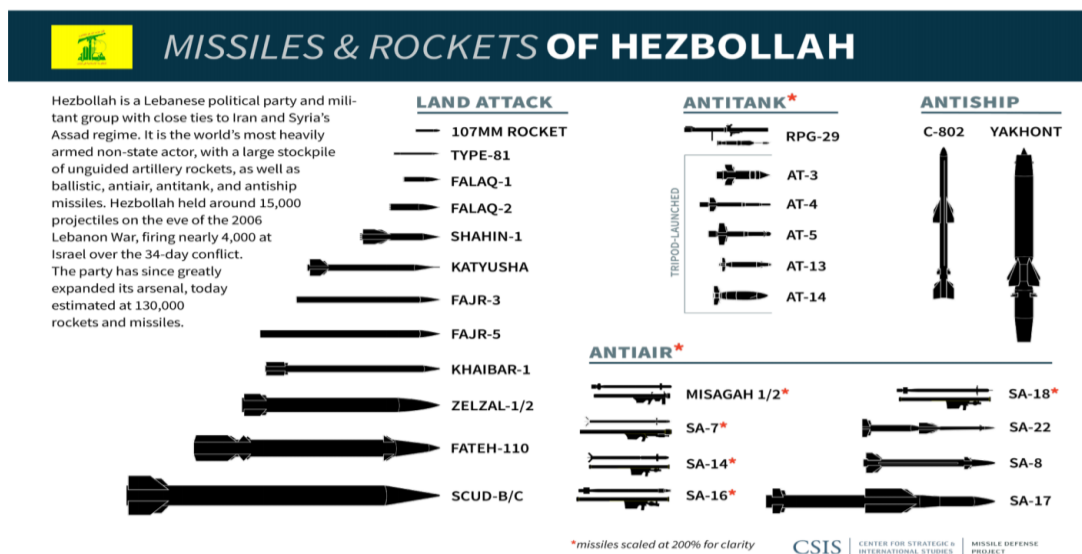 MISSILES & ROCKETS OF HEZBOLLAH
Hezbollah is a Lebanese political party and mili-
tant group with close ties to Iran and Syria's
Assad regime. It is the world's most heavily
armed non-state actor, with a large stockpile
of unguided artillery rockets, as well as
ballistic, antiair, antitank, and antiship
missiles. Hezbollah held around 15,000
projectiles on the eve of the 2006
Lebanon War, firing nearly 4,000 at
Israel over the 34-day conflict.
The party has since greatly
expanded its arsenal, today
estimated at 130,000
rockets and missiles.
LAND ATTACK
107MM ROCKET
TYPE-81
FALAQ-1
FALAQ-2
SHAHIN-1
KATYUSHA
FAJR-3
FAJR-5
KHAIBAR-1
ZELZAL-1/2
FATEH-110
SCUD-B/C
ANTITANK*
RPG-29
TRIPOD-LAUNCHED
AT-3
AT-4
AT-5
AT-13
AT-14
ANTISHIP
C-802 YAKHONT
ANTIAIR*
MISAGAH 1/2*
SA-7*
SA-14*
SA-16*
SA-18*
SA-22
SA-8
SA-17
*missiles scaled at 200% for clarity
CSIS
CENTER FOR STRATEGIC &
INTERNATIONAL STUDIES
MISSILE DEFENSE
PROJECT